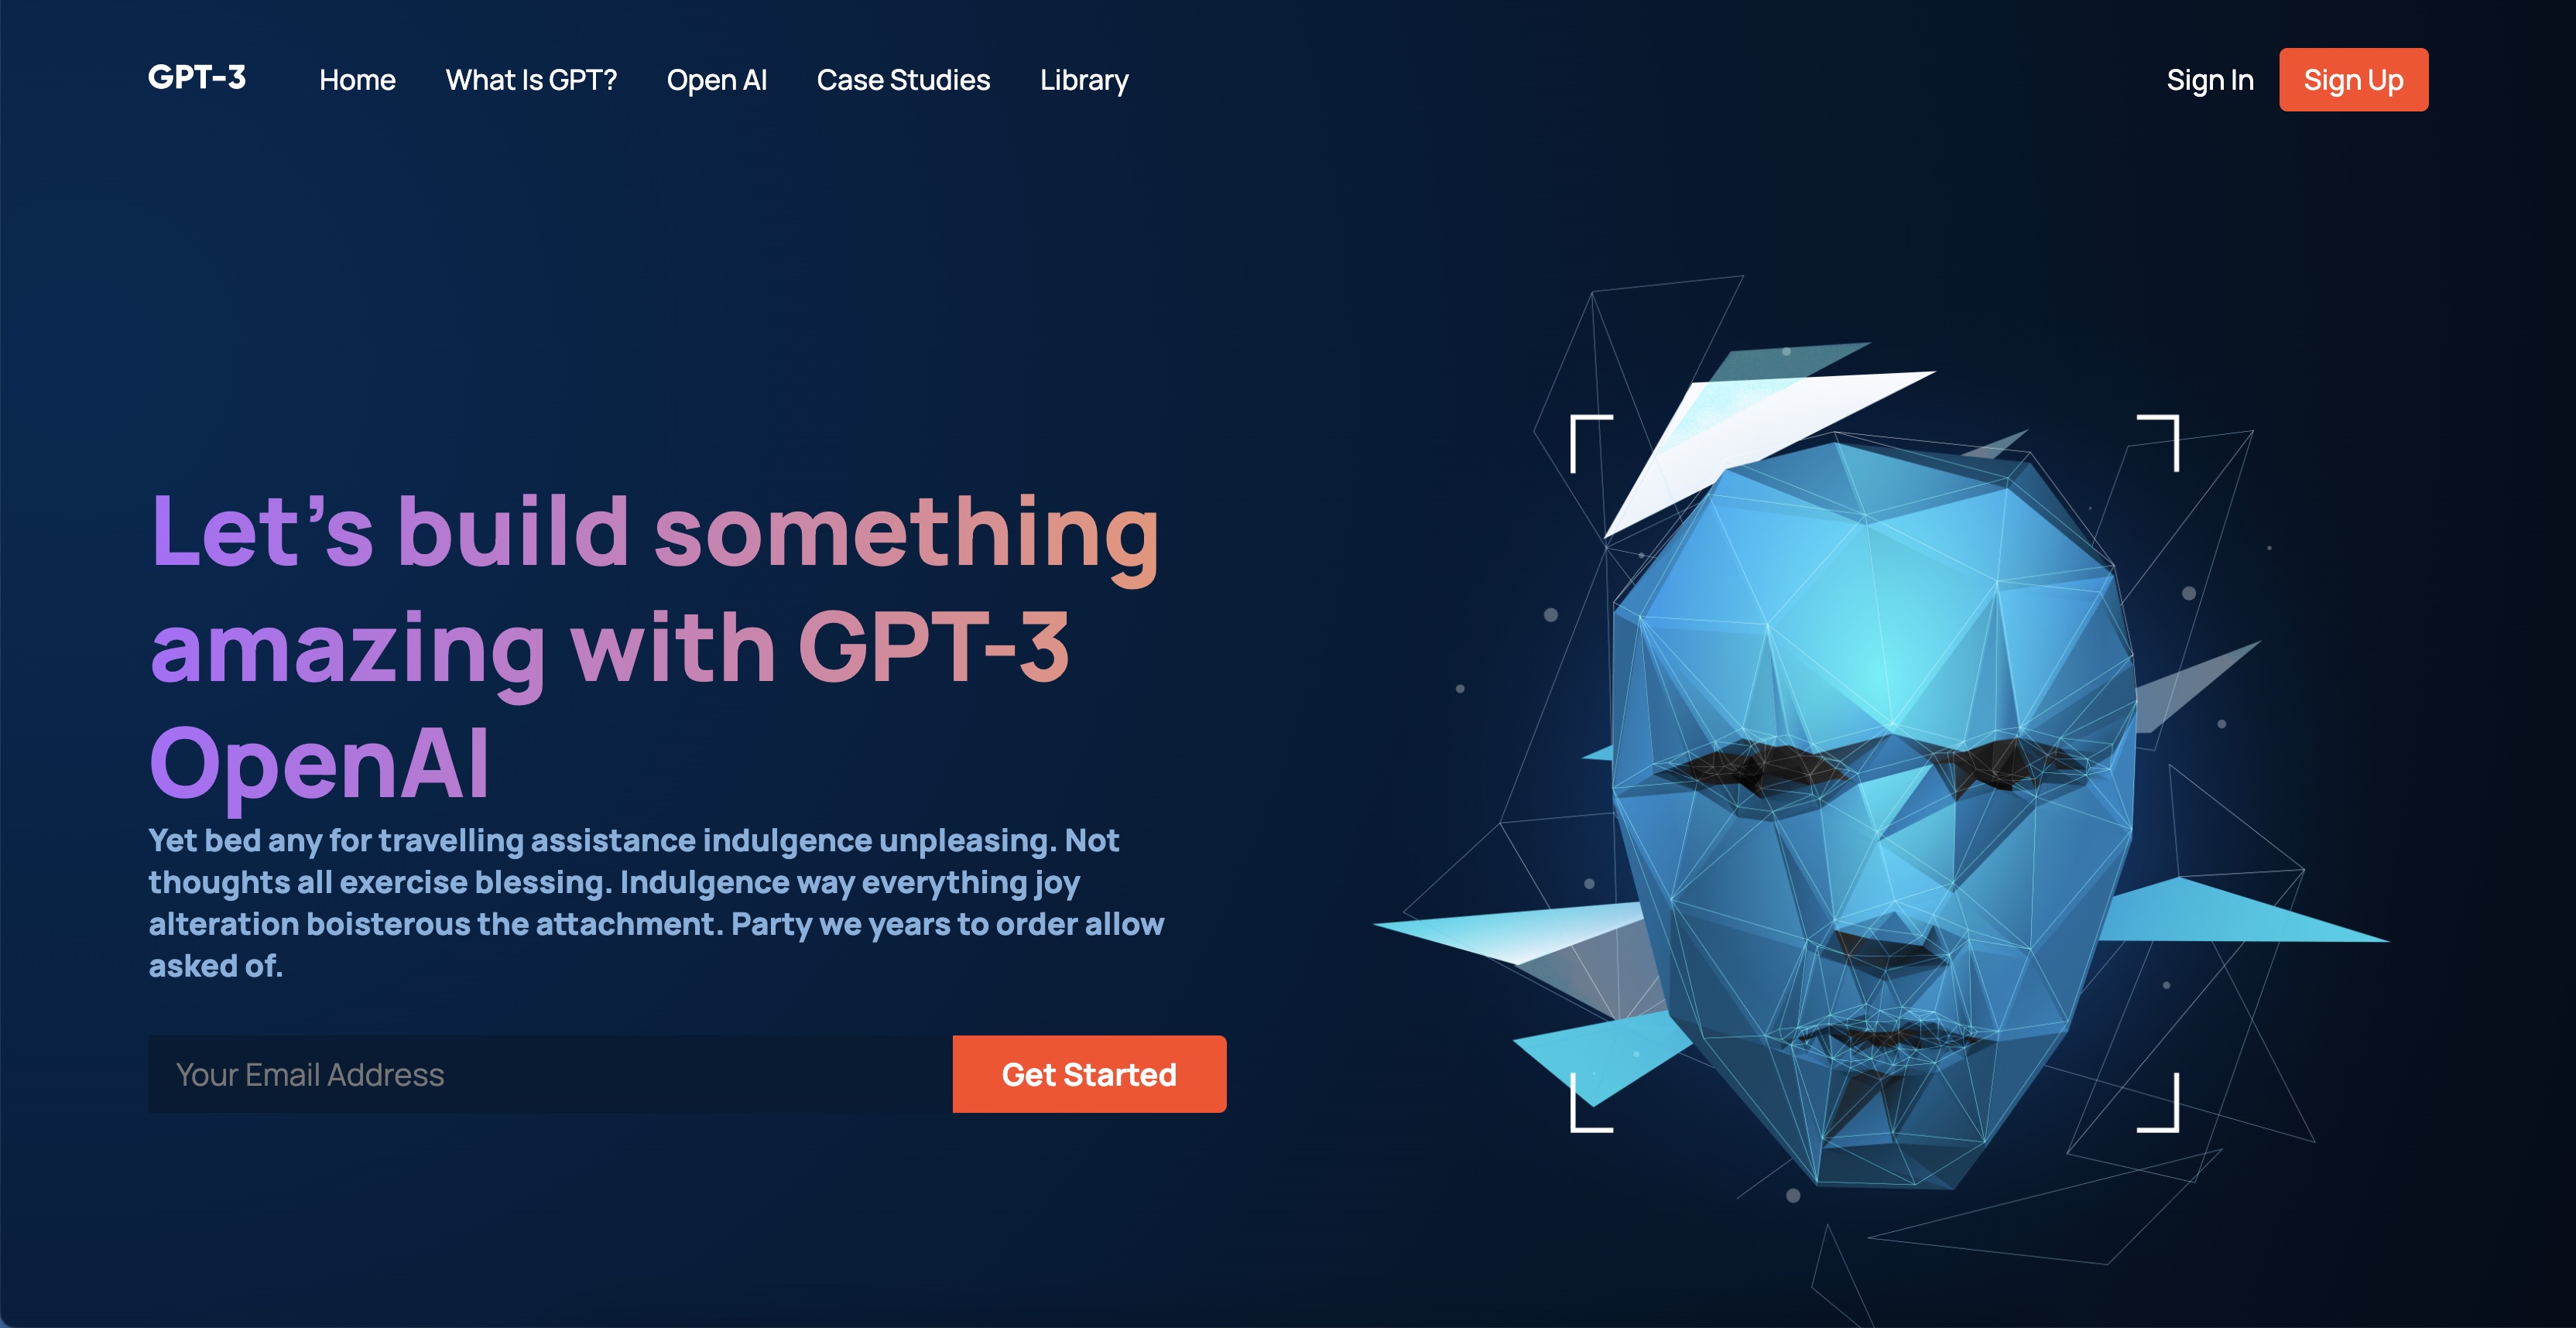 GPT-3
Home
What Is GPT?
Open AI
Case Studies
Library
Sign In
Sign Up
Let’s build something
amazing with GPT-3
OpenAI
Yet bed any for travelling assistance indulgence unpleasing. Not
thoughts all exercise blessing. Indulgence way everything joy
alteration boisterous the attachment. Party we years to order allow
asked of.
Your Email Address
Get Started